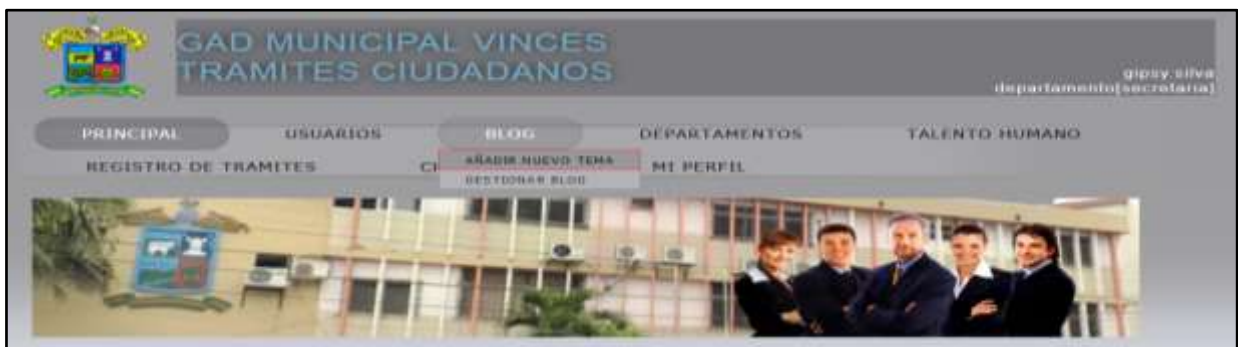 GAD MUNICIPAL VINCES
TRAMITES CIUDADANOS
gipsy.silva
departamento[secretaria]
PRINCIPAL USUARIOS BLOG DEPARTAMENTOS TALENTO HUMANO
REGISTRO DE TRAMITES C AÑADIR NUEVO TEMA MI PERFIL
GESTIONAR BLOG